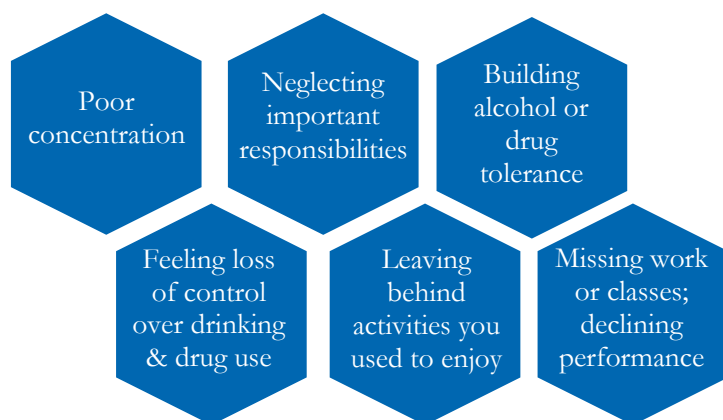 Poor
concentration
Neglecting
important
responsibilities
Building
alcohol or
drug
tolerance
Feeling loss
of control
over drinking
& drug use
Leaving
behind
activities you
used to enjoy
Missing work
or classes;
declining
performance